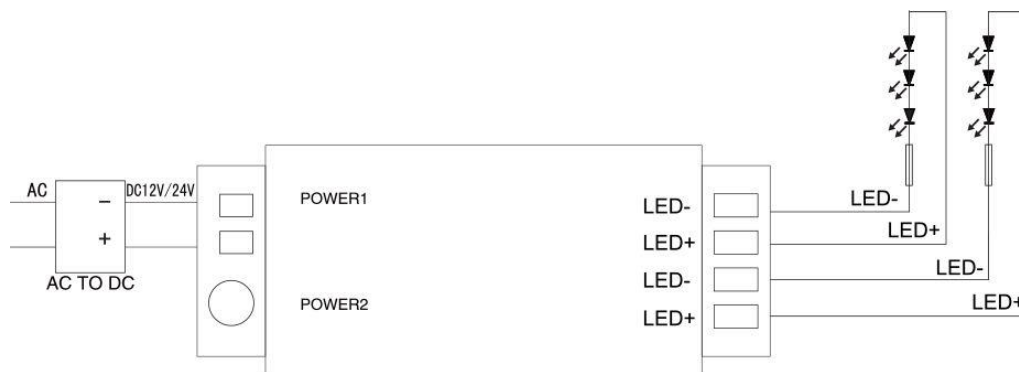 AC
DC12V/24V
−
+
AC TO DC
POWER1
POWER2
LED-
LED+
LED-
LED+
LED-
LED+
LED-
LED+